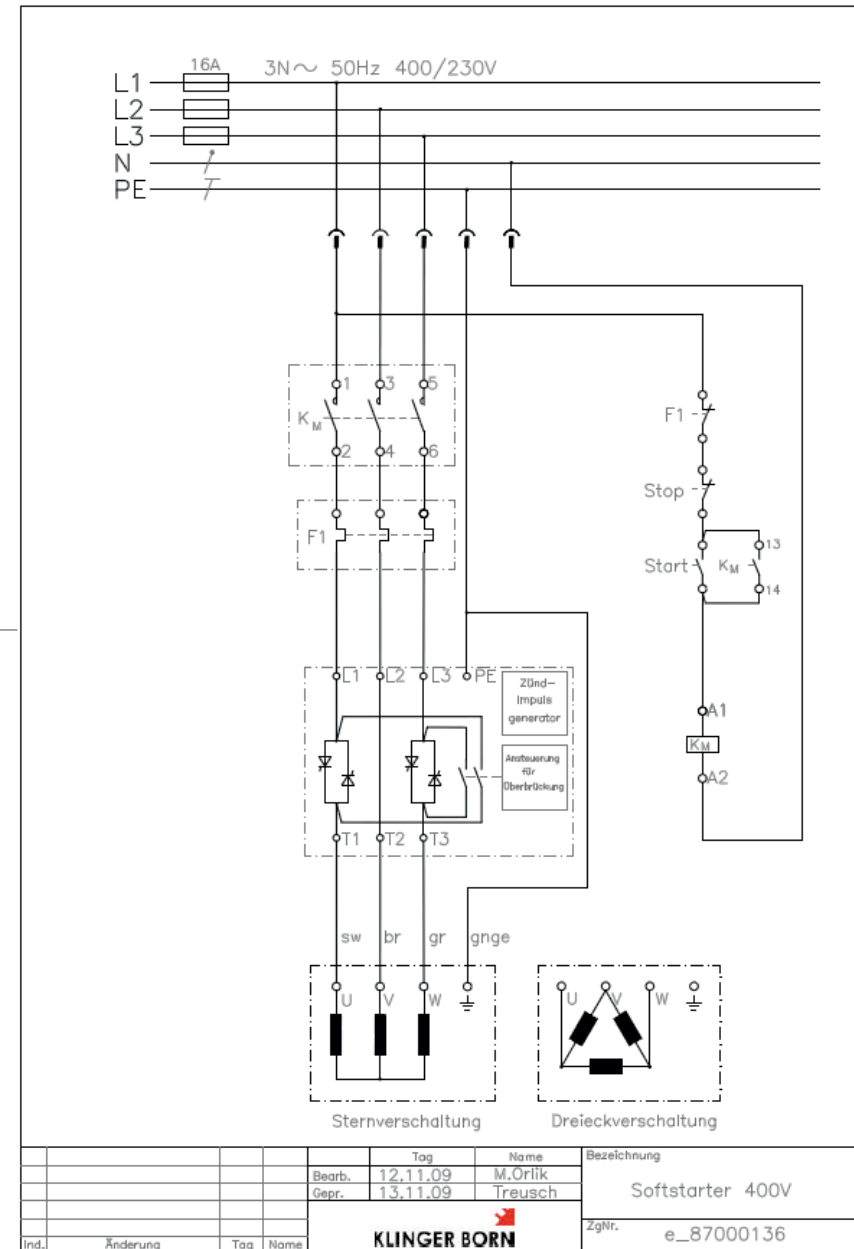 16A 3N～ 50Hz 400/230V
L1
L2
L3
N
PE
1 3 5
KM
2 4 6
F1
F1
Stop
Start KM 13
14
L1 L2 L3 PE
Zünd-
Impuls
generator
Ansteuerung
für
Überbrückung
A1
KM
A2
T1 T2 T3
sw br gr gnge
U V W
U V W
Sternverschaltung
Dreieckverschaltung
Tag Name
Bearb. 12.11.09 M.Orlik
Gepr. 13.11.09 Treusch
Bezeichnung
Softstarter 400V
KLINGER BORN
ZgNr. e_87000136
Ind. Änderung Tag Name